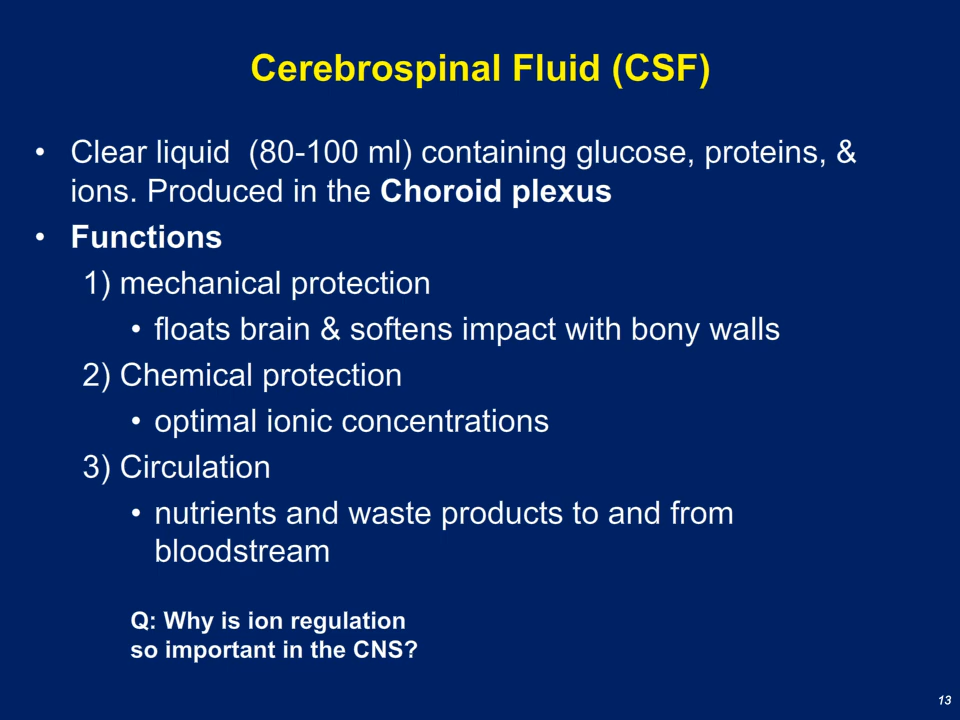 Cerebrospinal Fluid (CSF)
• Clear liquid  (80-100 ml) containing glucose, proteins, &
ions. Produced in the Choroid plexus
• Functions
1) mechanical protection
• floats brain & softens impact with bony walls
2) Chemical protection
• optimal ionic concentrations
3) Circulation
• nutrients and waste products to and from
bloodstream
Q: Why is ion regulation
so important in the CNS?
13